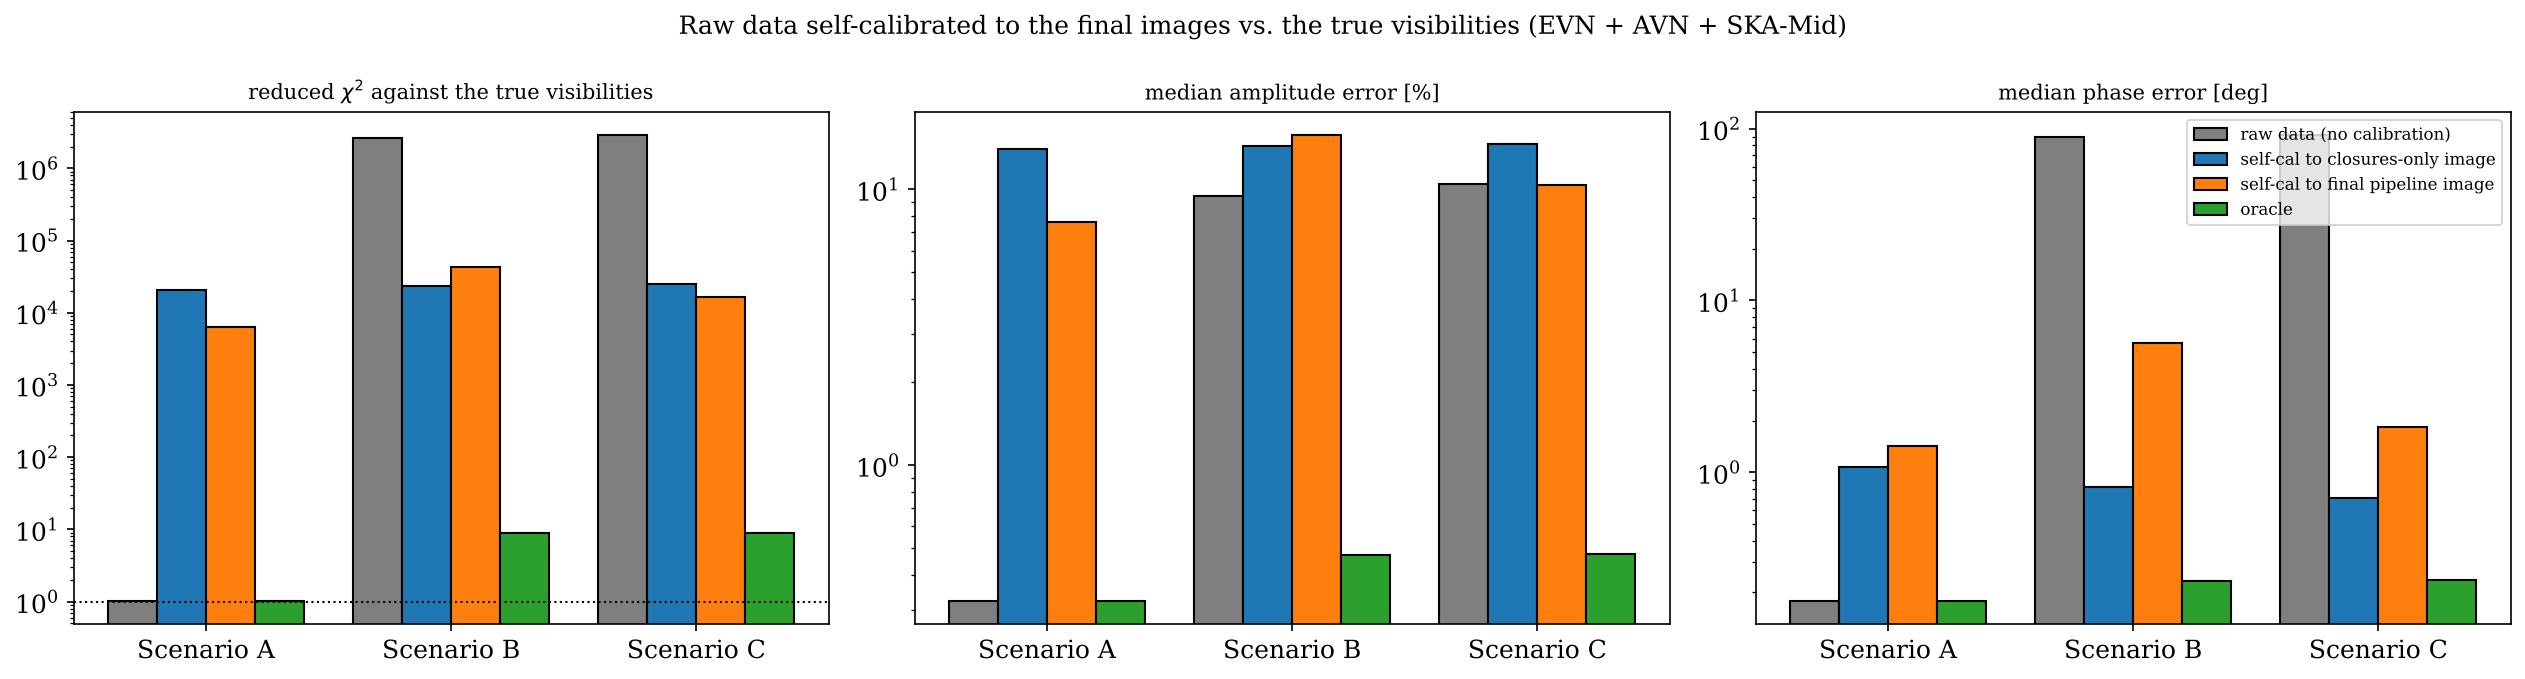 Raw data self-calibrated to the final images vs. the true visibilities (EVN + AVN + SKA-Mid)
reduced χ² against the true visibilities
10⁶
10⁵
10⁴
10³
10²
10¹
10⁰
Scenario A
Scenario B
Scenario C
median amplitude error [%]
10¹
10⁰
Scenario A
Scenario B
Scenario C
median phase error [deg]
10²
10¹
10⁰
raw data (no calibration)
self-cal to closures-only image
self-cal to final pipeline image
oracle
Scenario A
Scenario B
Scenario C